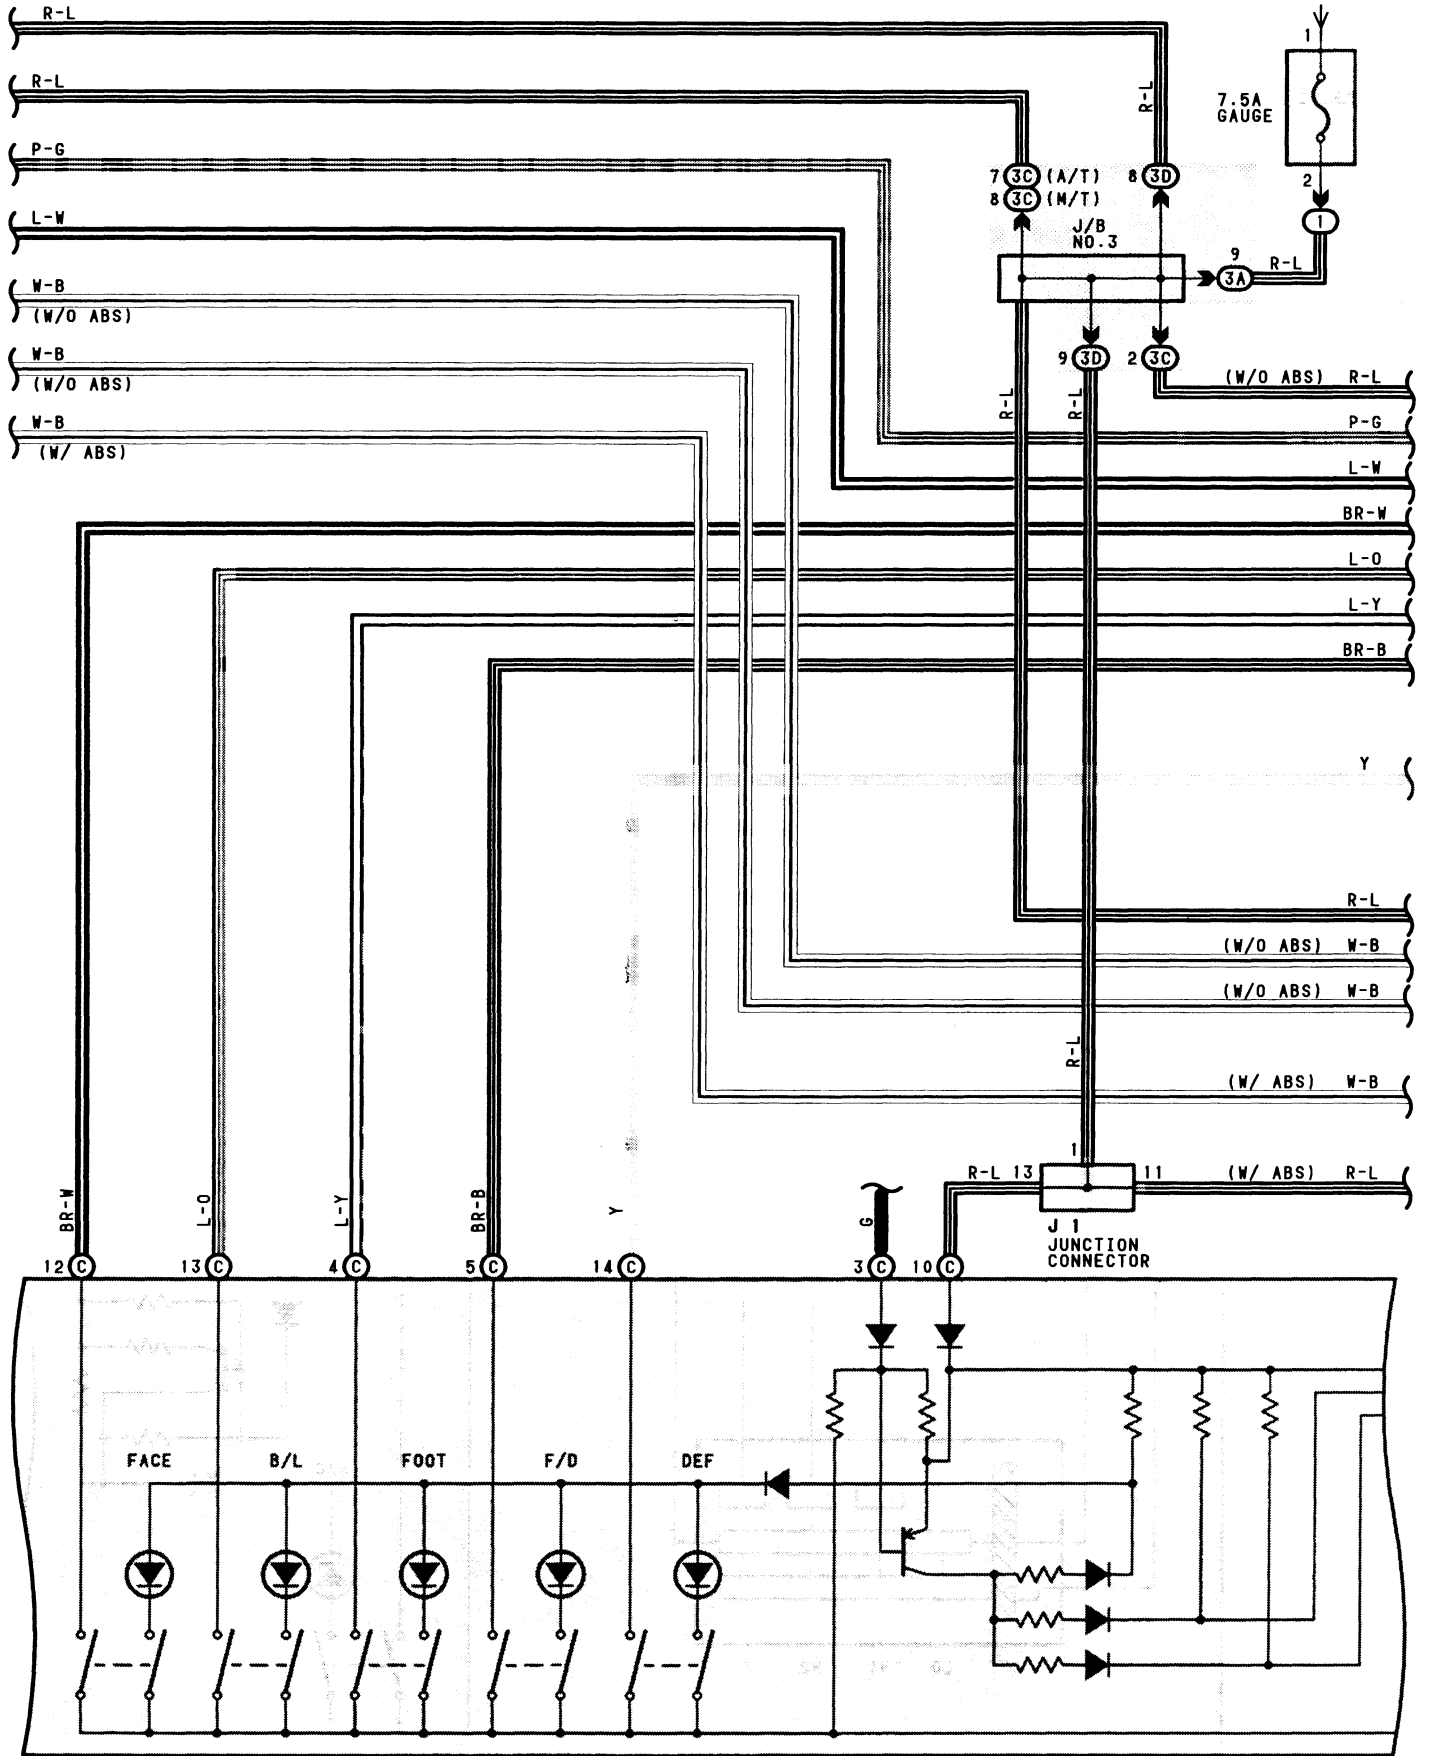 R-L
1
R-L
R-L
7.5A
GAUGE
P-G
2
7 3C (A/T)
8 3C (M/T)
8 3D
1
L-W
J/B
NO.3
9
3A
R-L
W-B
(W/O ABS)
W-B
(W/O ABS)
9 3D
2 3C
(W/O ABS) R-L
R-L
R-L
W-B
(W/ ABS)
P-G
L-W
BR-W
L-O
L-Y
BR-B
Y
R-L
(W/O ABS) W-B
(W/O ABS) W-B
R-L
(W/ ABS) W-B
1
R-L 13
11 (W/ ABS) R-L
BR-W
L-O
L-Y
BR-B
Y
G
J 1
JUNCTION
CONNECTOR
12 C
13 C
4 C
5 C
14 C
3 C
10 C
FACE
B/L
FOOT
F/D
DEF